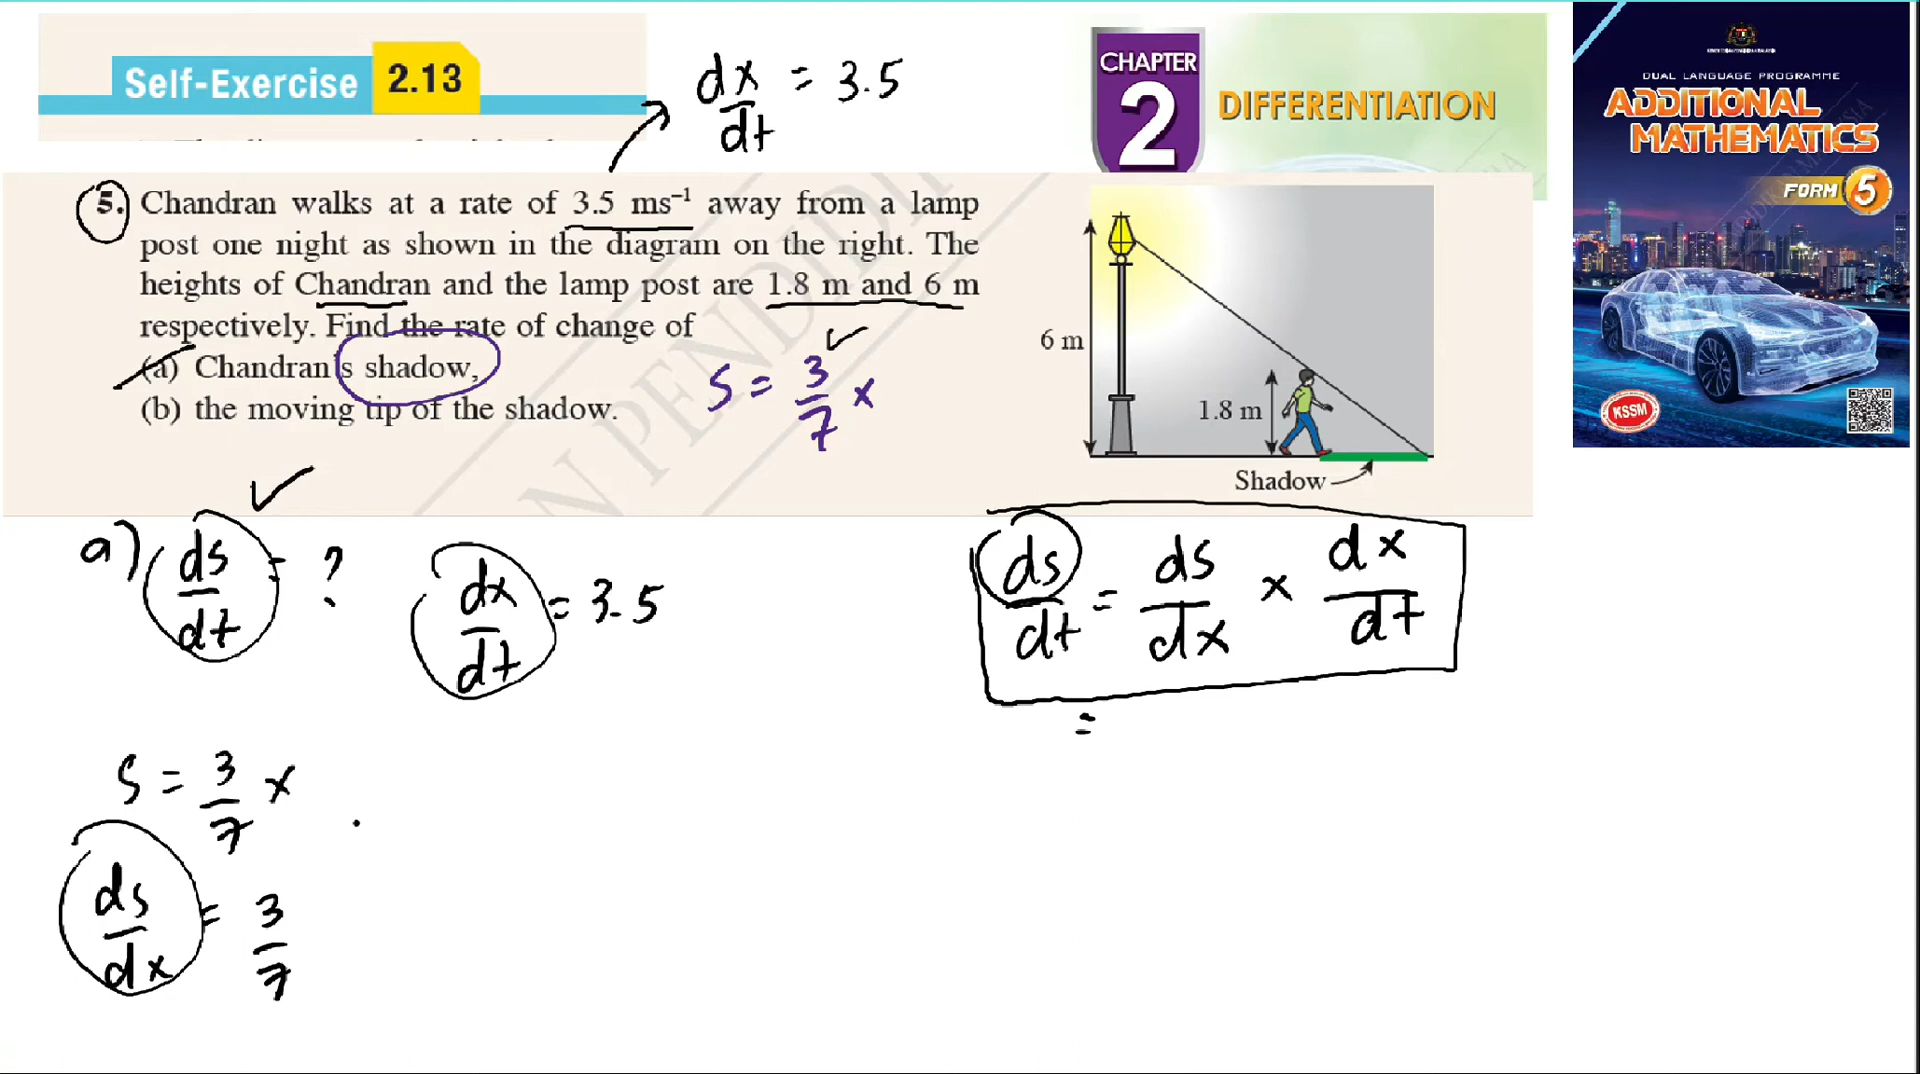 Self-Exercise 2.13
dx/dt = 3.5
CHAPTER
2
DIFFERENTIATION
DUAL LANGUAGE PROGRAMME
ADDITIONAL
MATHEMATICS
FORM 5
KSSM
5. Chandran walks at a rate of 3.5 ms⁻¹ away from a lamp
post one night as shown in the diagram on the right. The
heights of Chandran and the lamp post are 1.8 m and 6 m
respectively. Find the rate of change of
(a) Chandran's shadow,
(b) the moving tip of the shadow.
S = 3/7 x
6 m
1.8 m
Shadow
a) ds/dt = ? dx/dt = 3.5
ds/dt = ds/dx × dx/dt
=
S = 3/7 x
ds/dx = 3/7